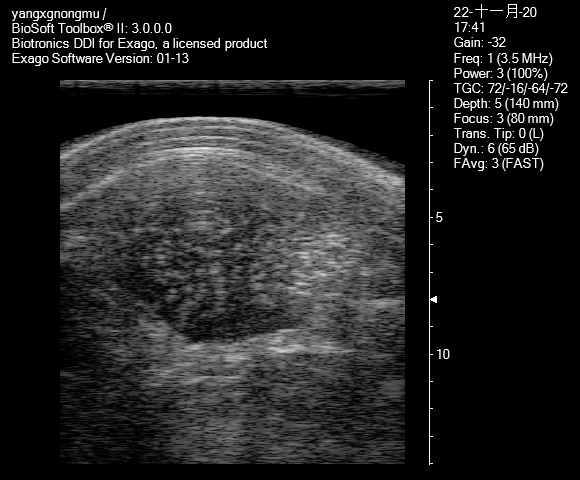 yangxgnongmu /
BioSoft Toolbox® II: 3.0.0.0
Biotronics DDI for Exago, a licensed product
Exago Software Version: 01-13
22-十一月-20
17:41
Gain: -32
Freq: 1 (3.5 MHz)
Power: 3 (100%)
TGC: 72/-16/-64/-72
Depth: 5 (140 mm)
Focus: 3 (80 mm)
Trans. Tip: 0 (L)
Dyn.: 6 (65 dB)
FAvg: 3 (FAST)
5
10